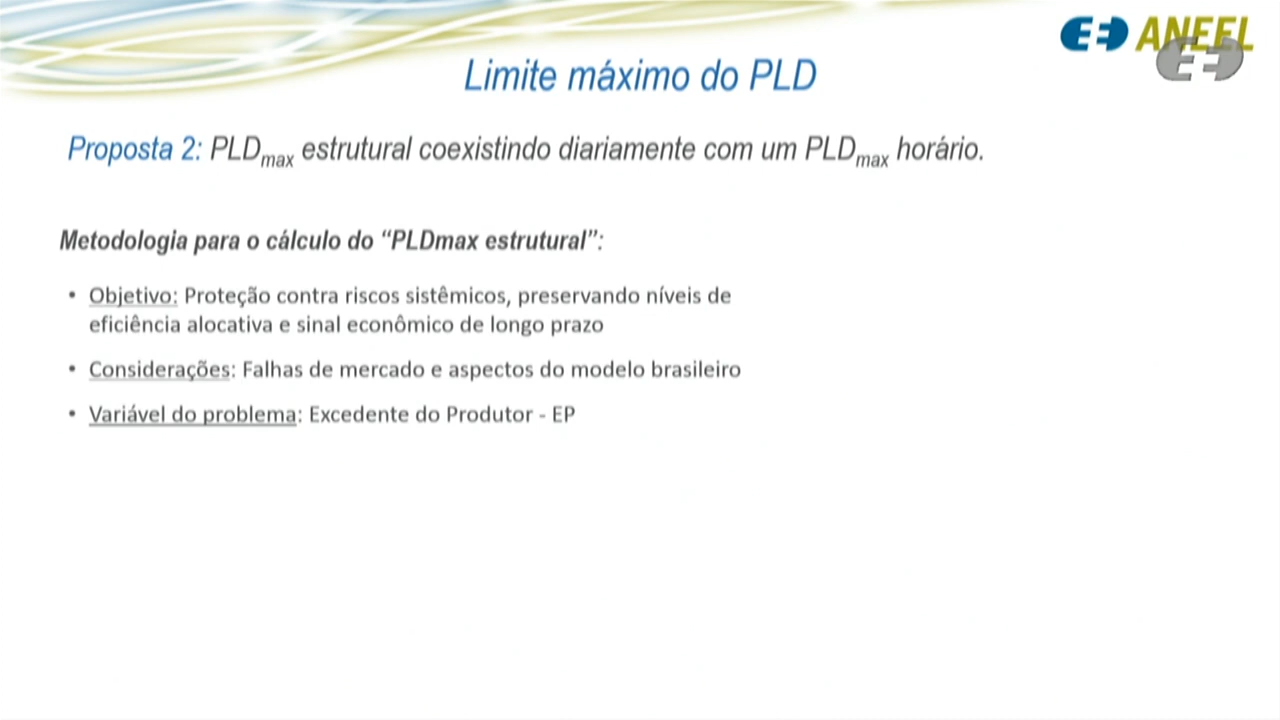 ANEEL
Limite máximo do PLD
Proposta 2: PLDmax estrutural coexistindo diariamente com um PLDmax horário.
Metodologia para o cálculo do “PLDmax estrutural”:
• Objetivo: Proteção contra riscos sistêmicos, preservando níveis de
eficiência alocativa e sinal econômico de longo prazo
• Considerações: Falhas de mercado e aspectos do modelo brasileiro
• Variável do problema: Excedente do Produtor - EP